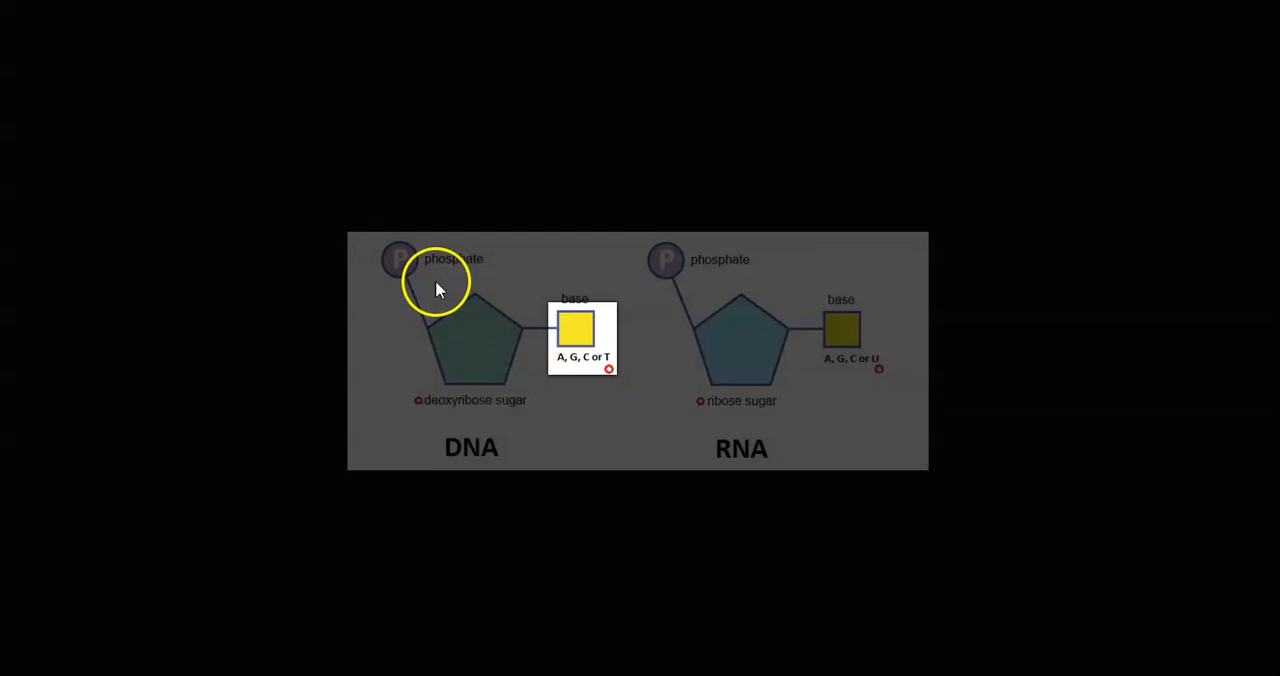 P phosphate
base
A, G, C or T
deoxyribose sugar
DNA
P phosphate
base
A, G, C or U
ribose sugar
RNA